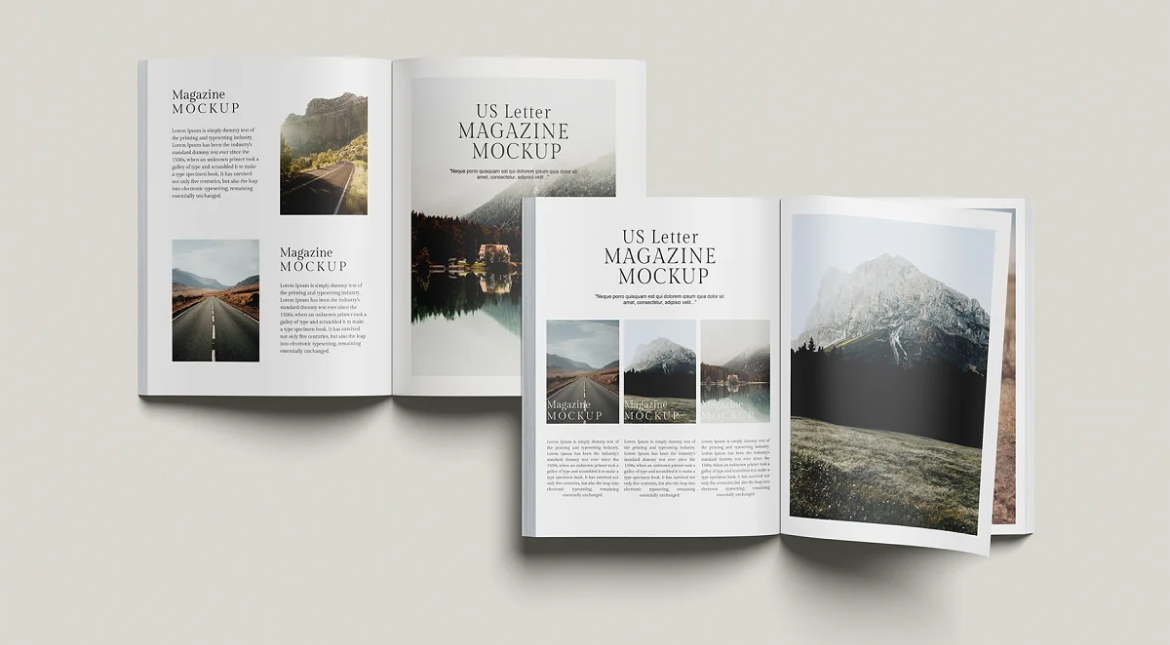 Magazine
MOCKUP
Lorem Ipsum is simply dummy text of
the printing and typesetting industry.
Lorem Ipsum has been the industry's
standard dummy text ever since the
1500s, when an unknown printer took a
galley of type and scrambled it to make
a type specimen book. It has survived
not only five centuries, but also the leap
into electronic typesetting, remaining
essentially unchanged.
Magazine
MOCKUP
Lorem Ipsum is simply dummy text of
the printing and typesetting industry.
Lorem Ipsum has been the industry's
standard dummy text ever since the
1500s, when an unknown printer took a
galley of type and scrambled it to make
a type specimen book. It has survived
not only five centuries, but also the leap
into electronic typesetting, remaining
essentially unchanged.
US Letter
MAGAZINE
MOCKUP
"Neque porro quisquam est qui dolorem ipsum quia dolor sit
amet, consectetur, adipisci velit..."
US Letter
MAGAZINE
MOCKUP
"Neque porro quisquam est qui dolorem ipsum quia dolor sit
amet, consectetur, adipisci velit..."
Magazine
MOCKUP
Lorem Ipsum is simply dummy text of
the printing and typesetting industry.
Lorem Ipsum has been the industry's
standard dummy text ever since the
1500s, when an unknown printer took a
galley of type and scrambled it to make a
type specimen book. It has survived not
only five centuries, but also the leap into
electronic typesetting, remaining
essentially unchanged.
Magazine
MOCKUP
Lorem Ipsum is simply dummy text of
the printing and typesetting industry.
Lorem Ipsum has been the industry's
standard dummy text ever since the
1500s, when an unknown printer took a
galley of type and scrambled it to make a
type specimen book. It has survived not
only five centuries, but also the leap into
electronic typesetting, remaining
essentially unchanged.
Magazine
MOCKUP
Lorem Ipsum is simply dummy text of
the printing and typesetting industry.
Lorem Ipsum has been the industry's
standard dummy text ever since the
1500s, when an unknown printer took a
galley of type and scrambled it to make a
type specimen book. It has survived not
only five centuries, but also the leap into
electronic typesetting, remaining
essentially unchanged.